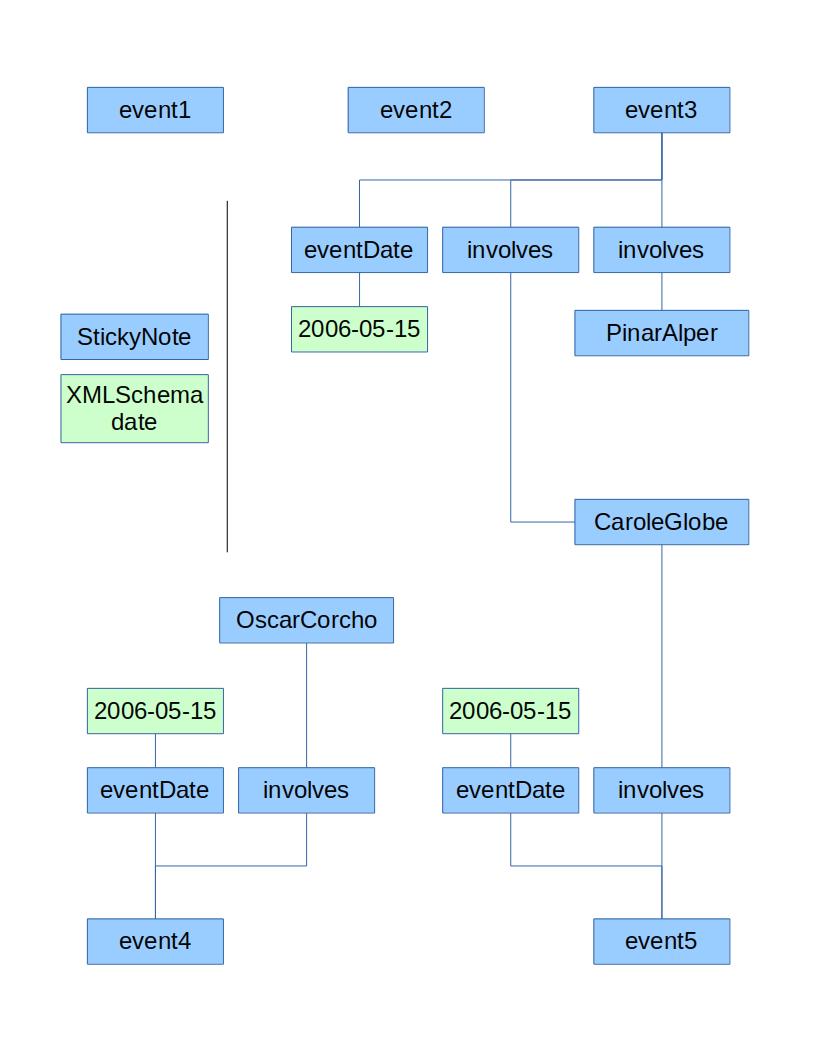 event1
event2
event3
eventDate
involves
involves
2006-05-15
PinarAlper
StickyNote
XMLSchema
date
CaroleGlobe
OscarCorcho
2006-05-15
2006-05-15
eventDate
involves
eventDate
involves
event4
event5